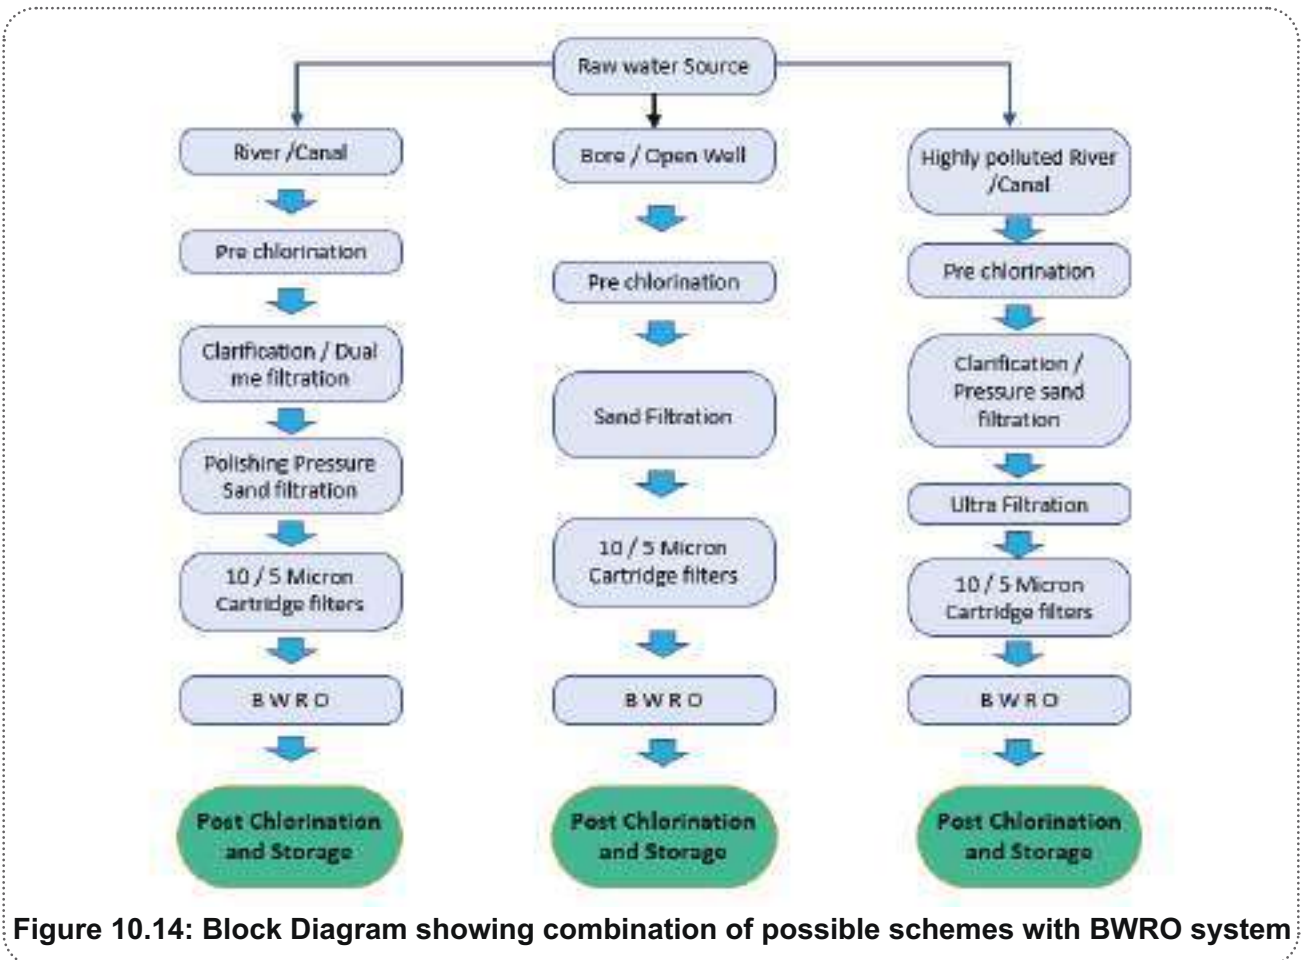 Raw water Source
River /Canal
Pre chlorination
Clarification / Dual
me filtration
Polishing Pressure
Sand filtration
10 / 5 Micron
Cartridge filters
B W R O
Post Chlorination
and Storage
Bore / Open Well
Pre chlorination
Sand Filtration
10 / 5 Micron
Cartridge filters
B W R O
Post Chlorination
and Storage
Highly polluted River
/Canal
Pre chlorination
Clarification /
Pressure sand
filtration
Ultra Filtration
10 / 5 Micron
Cartridge filters
B W R O
Post Chlorination
and Storage
Figure 10.14: Block Diagram showing combination of possible schemes with BWRO system